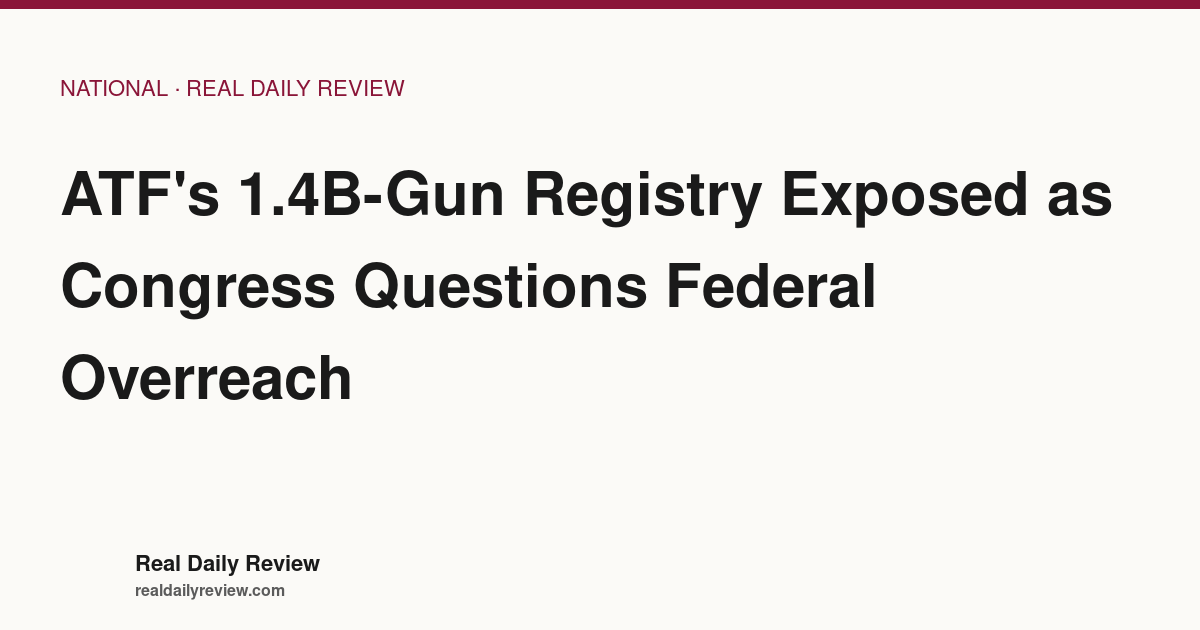 NATIONAL · REAL DAILY REVIEW
ATF's 1.4B-Gun Registry Exposed as
Congress Questions Federal
Overreach
Real Daily Review
realdailyreview.com